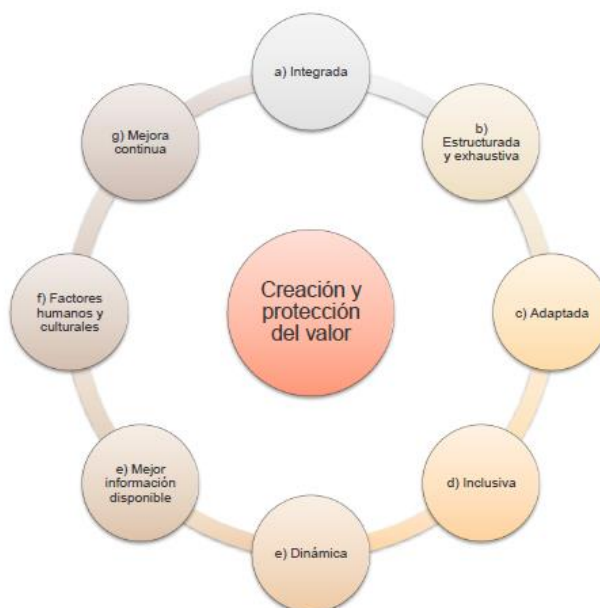 a) Integrada
b)
Estructurada
y exhaustiva
c) Adaptada
d) Inclusiva
e) Dinámica
e) Mejor
información
disponible
f) Factores
humanos y
culturales
g) Mejora
continua
Creación y
protección
del valor